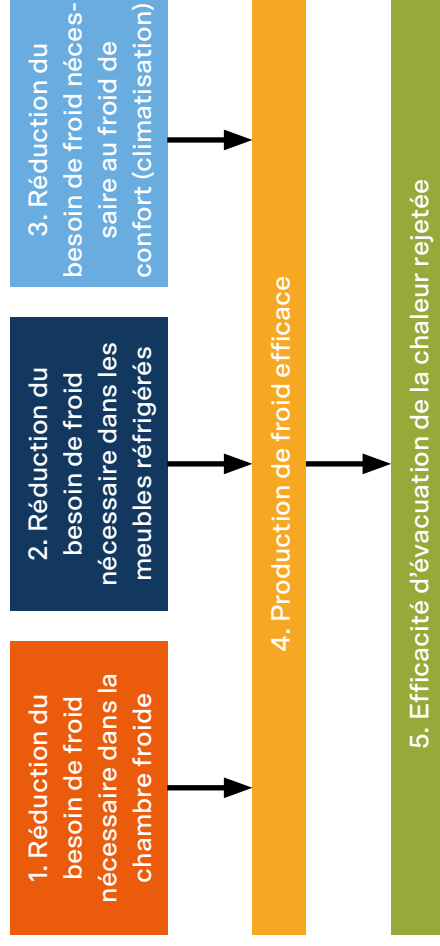 1. Réduction du
besoin de froid
nécessaire dans la
chambre froide
2. Réduction du
besoin de froid
nécessaire dans les
meubles réfrigérés
3. Réduction du
besoin de froid néces-
saire au froid de
confort (climatisation)
4. Production de froid efficace
5. Efficacité d’évacuation de la chaleur rejetée